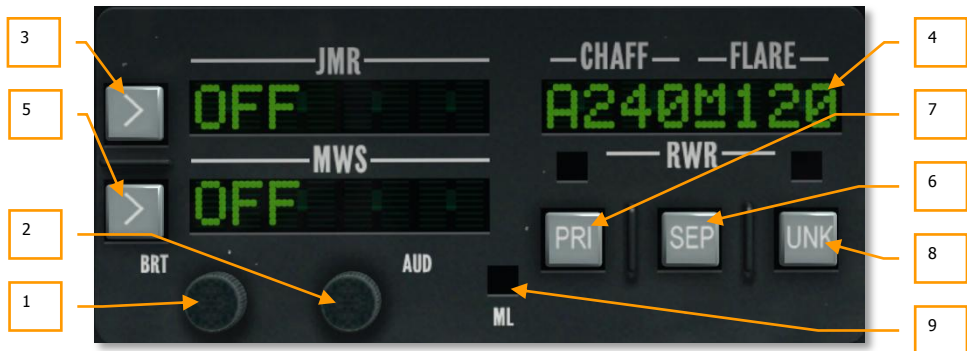 3
4
JMR
CHAFF FLARE
>
OFF
A240M120
7
5
MWS
RWR
>
OFF
6
2
PRI
SEP
UNK
BRT
AUD
8
1
ML
9